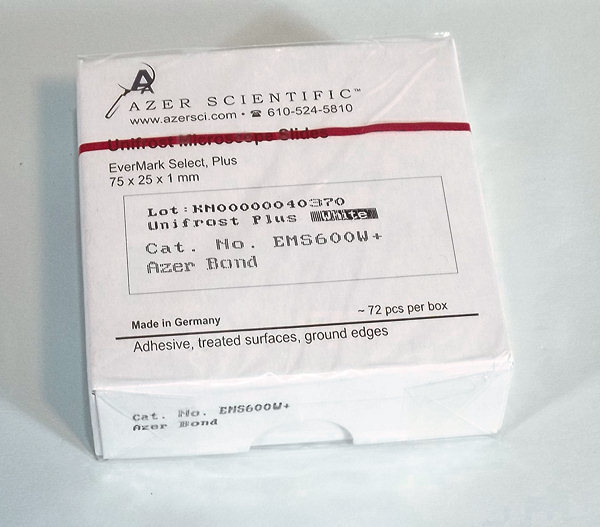 AZER SCIENTIFIC™
www.azersci.com • ☎ 610-524-5810
Unifrost Microscope Slides
EverMark Select, Plus
75 x 25 x 1 mm
Lot:KN00000040370
Unifrost Plus White
Cat. No. EMS600W+
Azer Bond
~ 72 pcs per box
Made in Germany
Adhesive, treated surfaces, ground edges
Cat. No. EMS600W+
Azer Bond